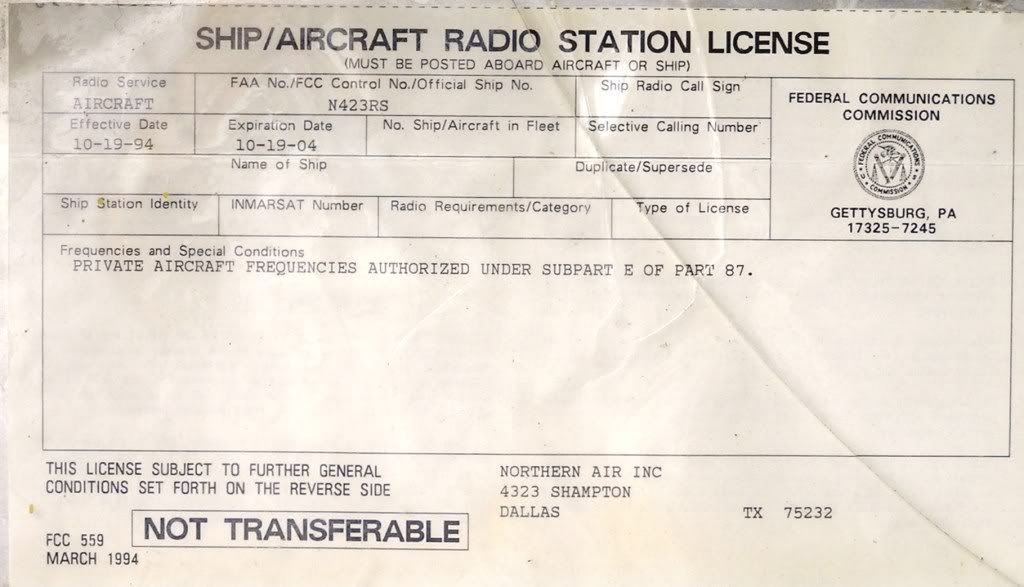 SHIP/AIRCRAFT RADIO STATION LICENSE
(MUST BE POSTED ABOARD AIRCRAFT OR SHIP)
Radio Service
AIRCRAFT
FAA No./FCC Control No./Official Ship No.
N423RS
Ship Radio Call Sign
Effective Date
10-19-94
Expiration Date
10-19-04
No. Ship/Aircraft in Fleet
Selective Calling Number
Name of Ship
Duplicate/Supersede
Ship Station Identity
INMARSAT Number
Radio Requirements/Category
Type of License
FEDERAL COMMUNICATIONS
COMMISSION
FEDERAL COMMUNICATIONS
COMMISSION
GETTYSBURG, PA
17325-7245
Frequencies and Special Conditions
PRIVATE AIRCRAFT FREQUENCIES AUTHORIZED UNDER SUBPART E OF PART 87.
THIS LICENSE SUBJECT TO FURTHER GENERAL
CONDITIONS SET FORTH ON THE REVERSE SIDE
NORTHERN AIR INC
4323 SHAMPTON
DALLAS TX 75232
NOT TRANSFERABLE
FCC 559
MARCH 1994